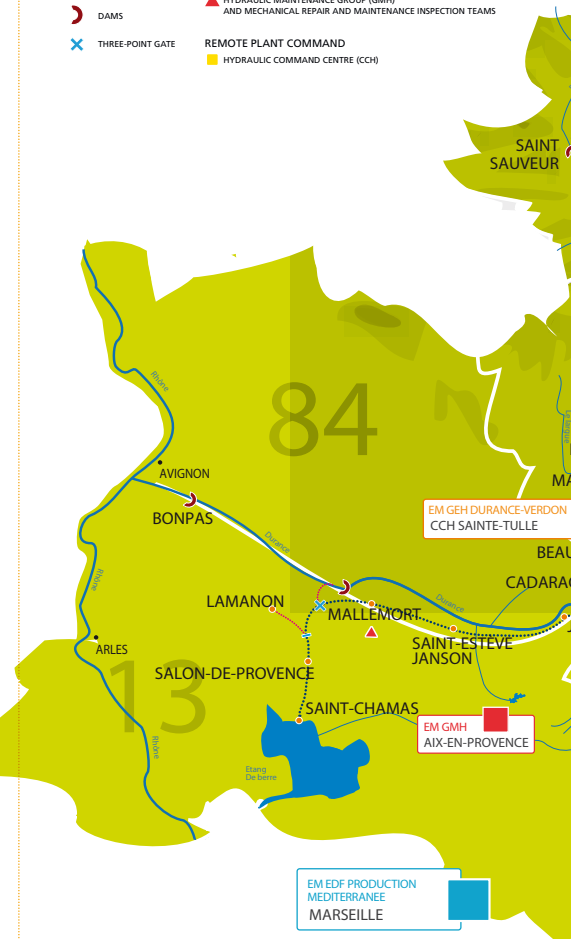 DAMS
HYDRAULIC MAINTENANCE GROUP (GMH)
AND MECHANICAL REPAIR AND MAINTENANCE INSPECTION TEAMS
THREE-POINT GATE
REMOTE PLANT COMMAND
HYDRAULIC COMMAND CENTRE (CCH)
SAINT
SAUVEUR
Rhône
84
AVIGNON
BONPAS
EM GEH DURANCE-VERDON
CCH SAINTE-TULLE
Durance
BEAU
CADARAC
Rhône
LAMANON
MALLEMORT
Durance
SAINT-ESTÈVE
JANSON
ARLES
13
SALON-DE-PROVENCE
SAINT-CHAMAS
EM GMH
AIX-EN-PROVENCE
Rhône
Etang
De berre
EM EDF PRODUCTION
MEDITERRANEE
MARSEILLE